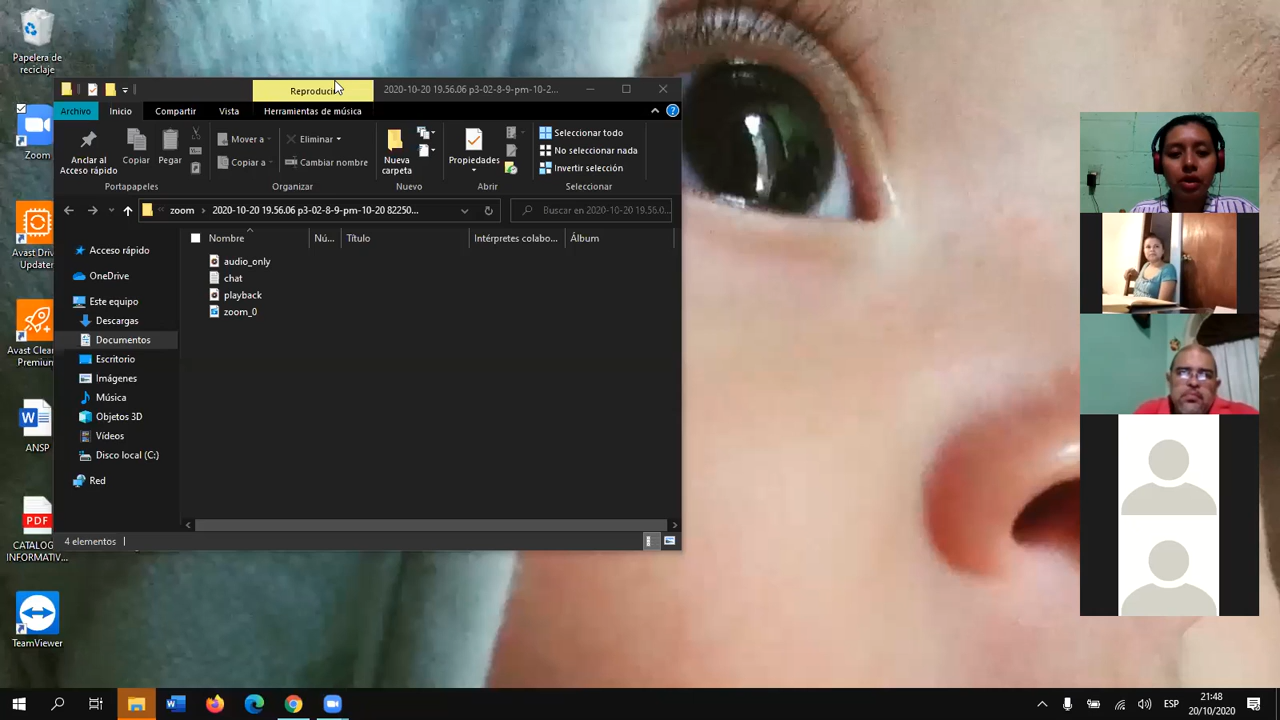 Papelera de
reciclaje
Zoom
Avast Driver
Updater
Avast Clean...
Premium
ANSP
PDF
CATALOG...
INFORMATIV...
TeamViewer
2020-10-20 19.56.06 p3-02-8-9-pm-10-2...
Archivo
Inicio
Compartir
Vista
Herramientas de música
Anclar al
Acceso rápido
Copiar
Pegar
Portapapeles
Mover a
Copiar a
Eliminar
Cambiar nombre
Organizar
Nueva
carpeta
Nuevo
Propiedades
Abrir
Seleccionar todo
No seleccionar nada
Invertir selección
Seleccionar
zoom
2020-10-20 19.56.06 p3-02-8-9-pm-10-20 82250...
Buscar en 2020-10-20 19.56.0...
Nombre
Nú...
Título
Intérpretes colabo...
Álbum
Acceso rápido
OneDrive
Este equipo
Descargas
Documentos
Escritorio
Imágenes
Música
Objetos 3D
Vídeos
Disco local (C:)
Red
audio_only
chat
playback
zoom_0
4 elementos
ESP
21:48
20/10/2020